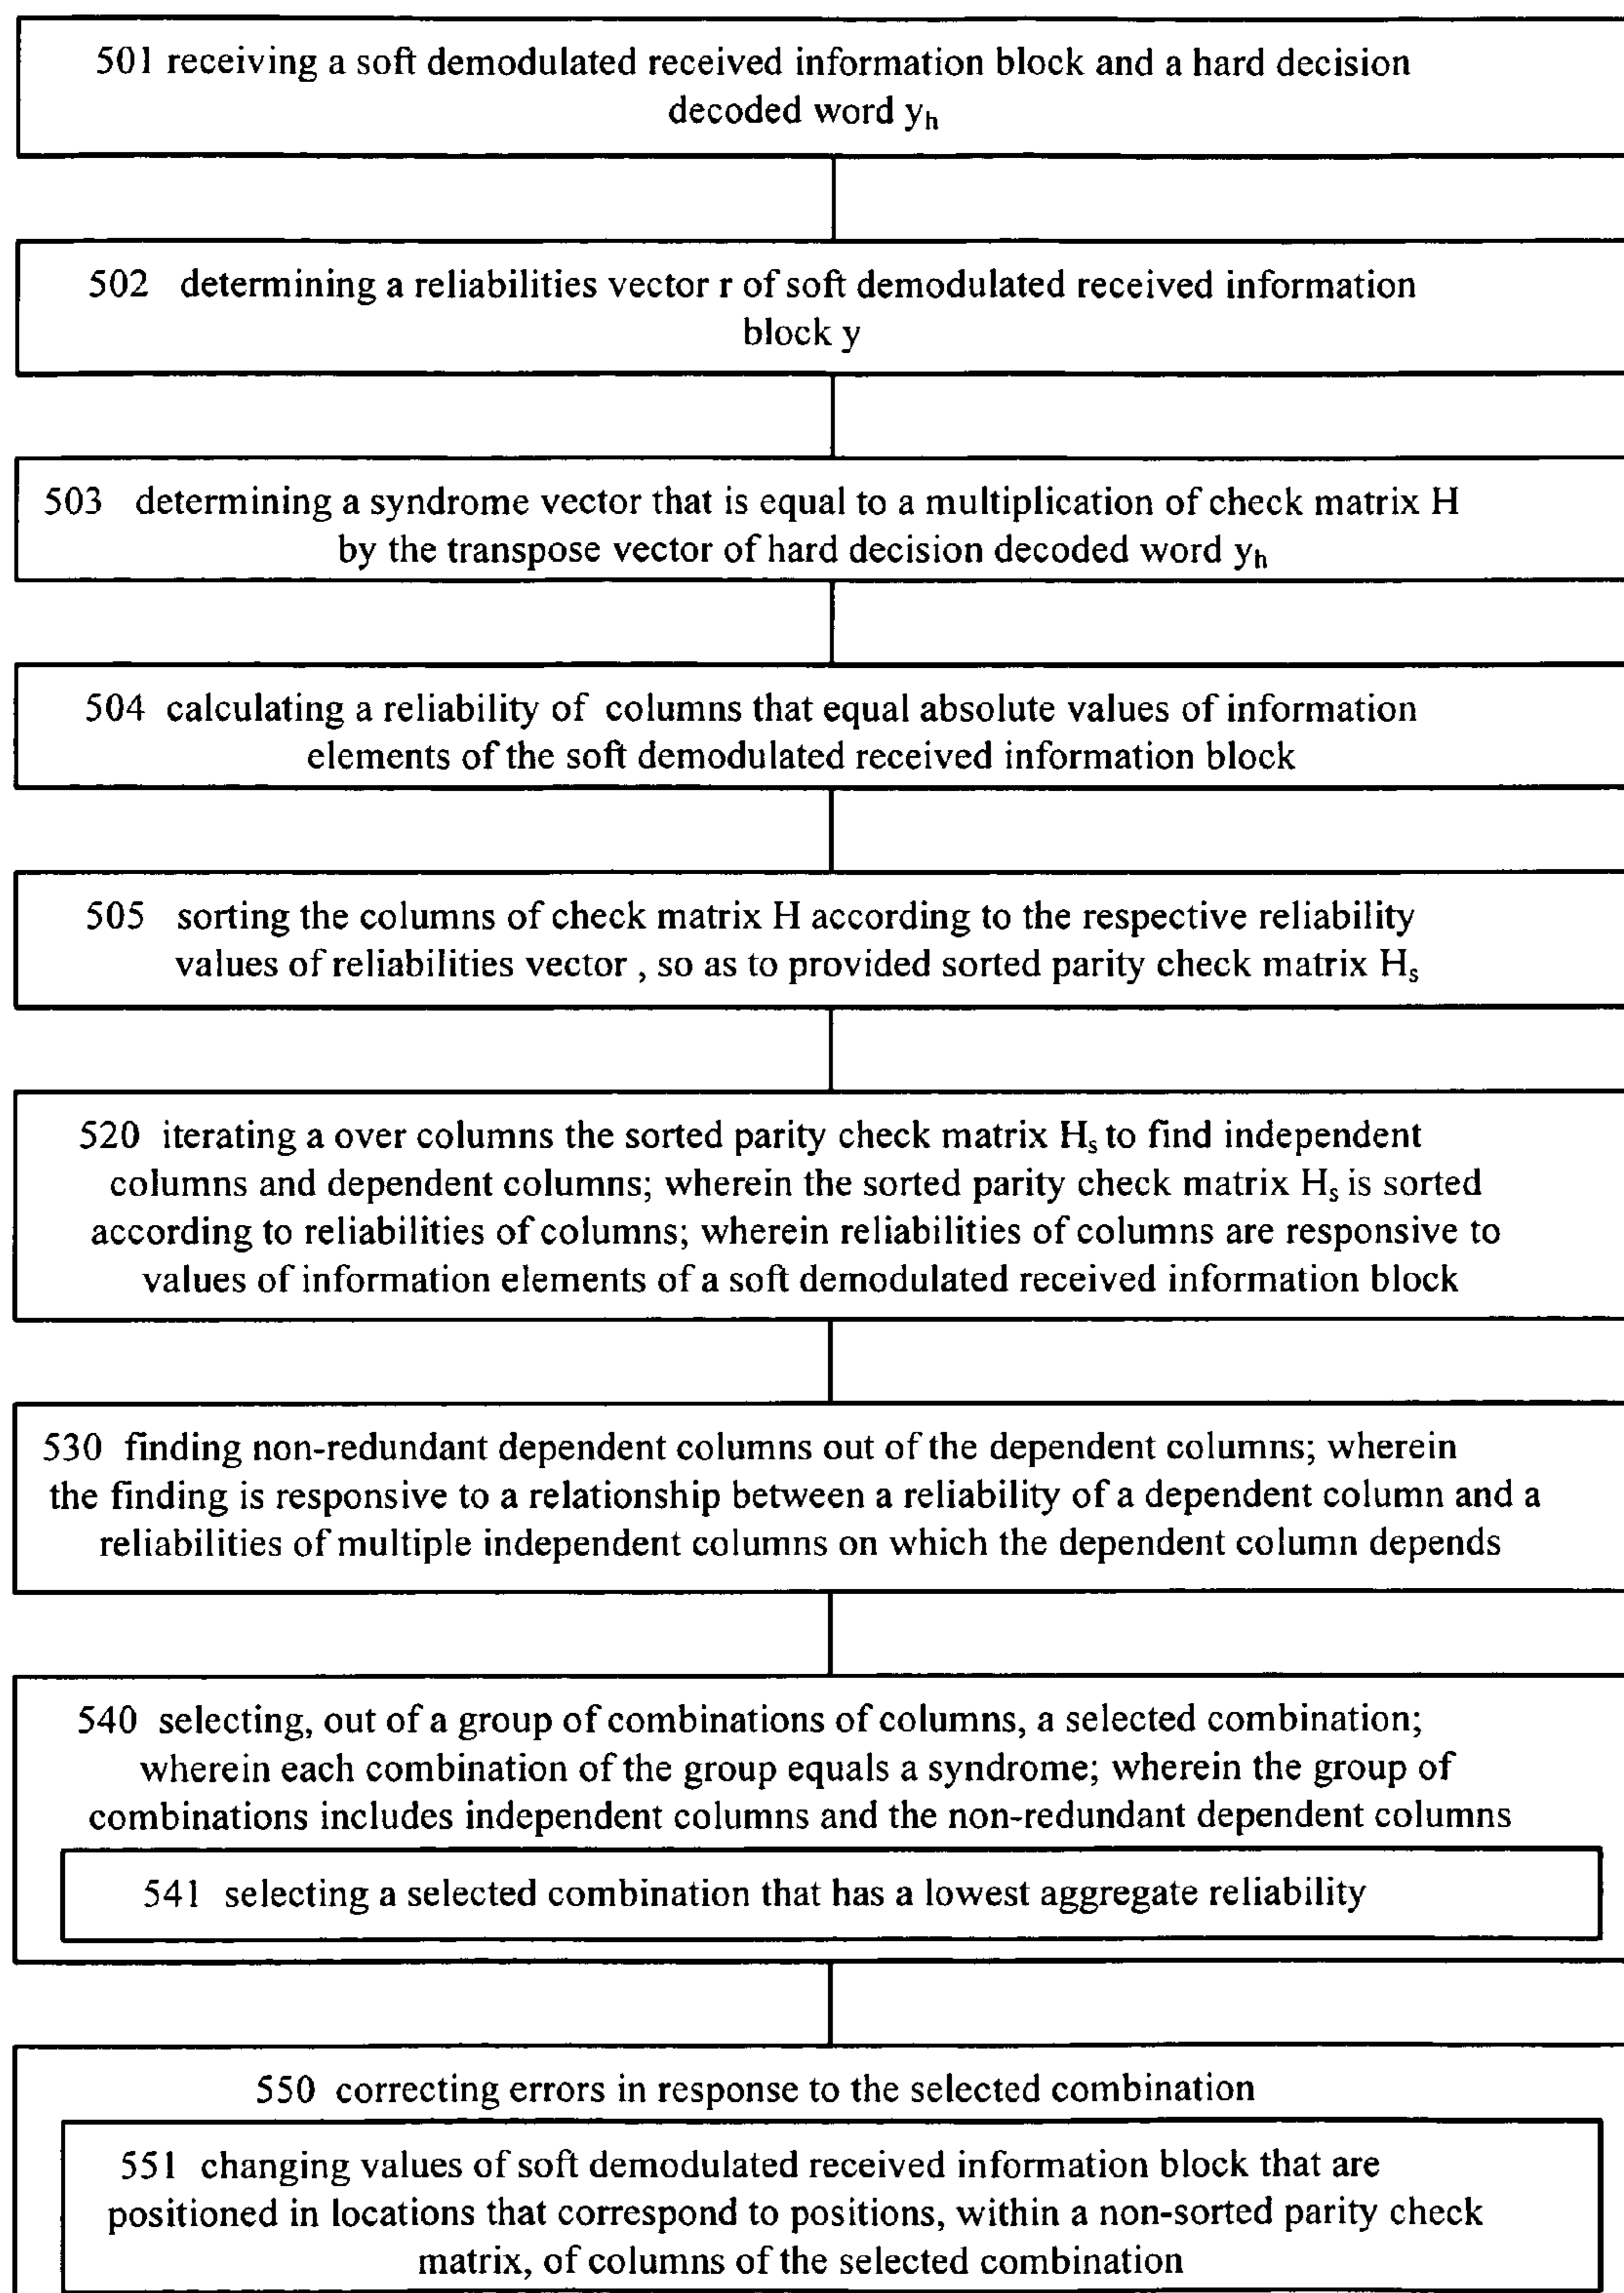 501 receiving a soft demodulated received information block and a hard decision
decoded word yh
502 determining a reliabilities vector r of soft demodulated received information
block y
503 determining a syndrome vector that is equal to a multiplication of check matrix H
by the transpose vector of hard decision decoded word yh
504 calculating a reliability of columns that equal absolute values of information
elements of the soft demodulated received information block
505 sorting the columns of check matrix H according to the respective reliability
values of reliabilities vector , so as to provided sorted parity check matrix Hs
520 iterating a over columns the sorted parity check matrix Hs to find independent
columns and dependent columns; wherein the sorted parity check matrix Hs is sorted
according to reliabilities of columns; wherein reliabilities of columns are responsive to
values of information elements of a soft demodulated received information block
530 finding non-redundant dependent columns out of the dependent columns; wherein
the finding is responsive to a relationship between a reliability of a dependent column and a
reliabilities of multiple independent columns on which the dependent column depends
540 selecting, out of a group of combinations of columns, a selected combination;
wherein each combination of the group equals a syndrome; wherein the group of
combinations includes independent columns and the non-redundant dependent columns
541 selecting a selected combination that has a lowest aggregate reliability
550 correcting errors in response to the selected combination
551 changing values of soft demodulated received information block that are
positioned in locations that correspond to positions, within a non-sorted parity check
matrix, of columns of the selected combination